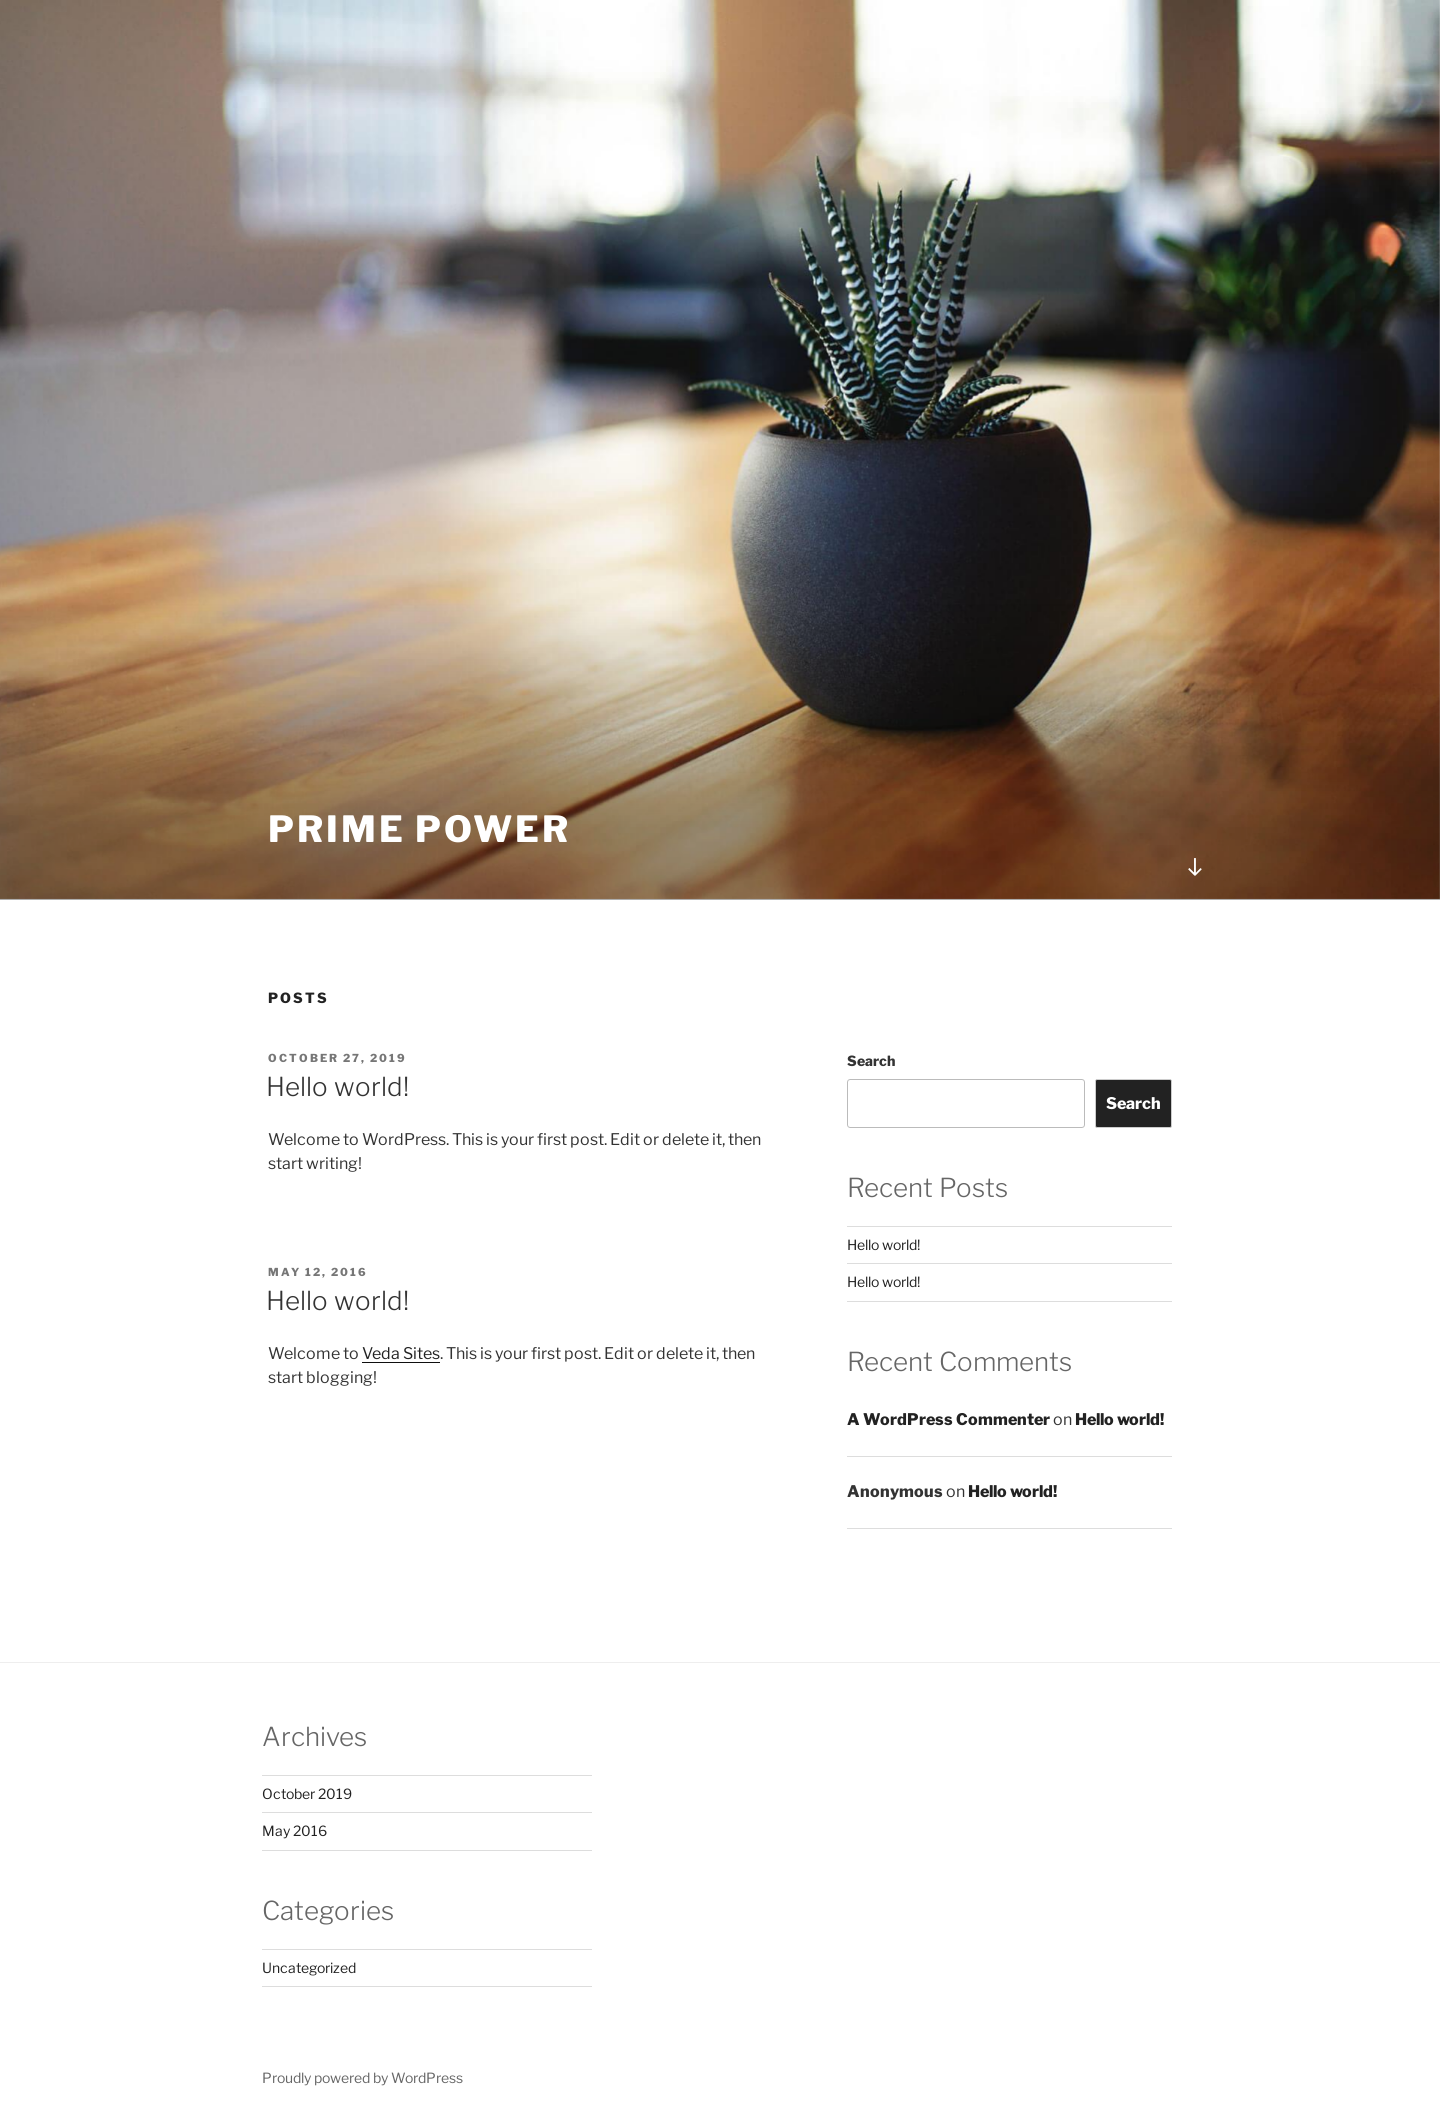 PRIME POWER
POSTS
OCTOBER 27, 2019
Hello world!
Welcome to WordPress. This is your first post. Edit or delete it, then
start writing!
MAY 12, 2016
Hello world!
Welcome to Veda Sites. This is your first post. Edit or delete it, then
start blogging!
Search
Search
Recent Posts
Hello world!
Hello world!
Recent Comments
A WordPress Commenter on Hello world!
Anonymous on Hello world!
Archives
October 2019
May 2016
Categories
Uncategorized
Proudly powered by WordPress